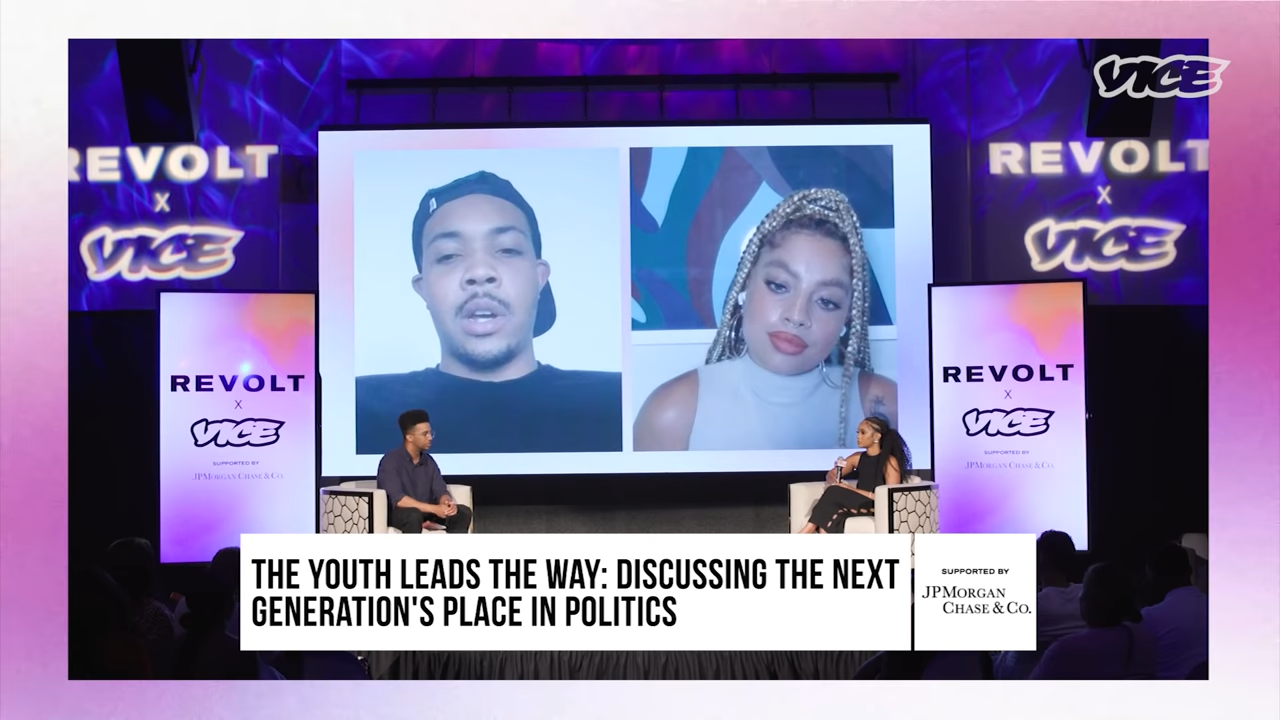 VICE
REVOLT
X
VICE
REVOLT
X
VICE
REVOLT
X
VICE
SUPPORTED BY
JPMORGAN CHASE & CO.
REVOLT
X
VICE
SUPPORTED BY
JPMORGAN CHASE & CO.
THE YOUTH LEADS THE WAY: DISCUSSING THE NEXT
GENERATION'S PLACE IN POLITICS
SUPPORTED BY
JPMORGAN
CHASE & CO.